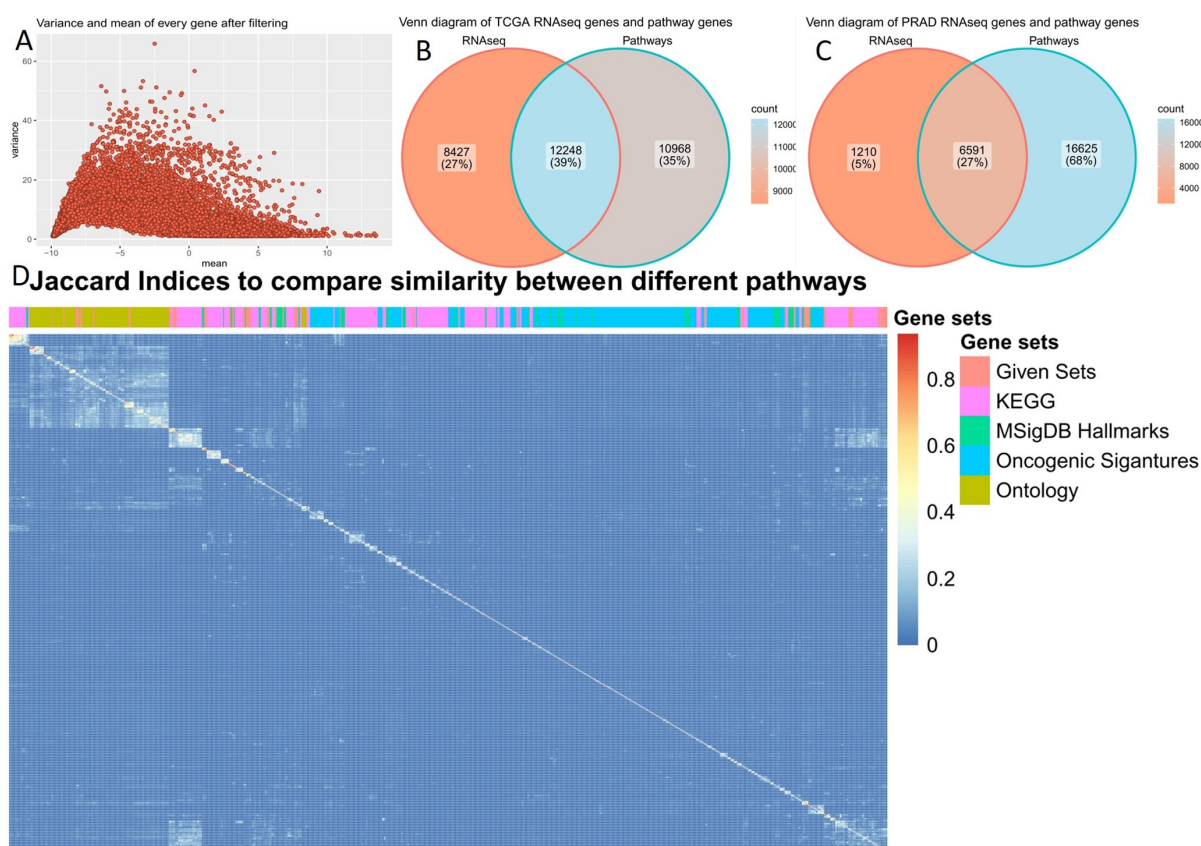 A
Variance and mean of every gene after filtering
60
40
20
0
variance
−10
−5
0
5
10
mean
B
Venn diagram of TCGA RNAseq genes and pathway genes
RNAseq
Pathways
8427
(27%)
12248
(39%)
10968
(35%)
count
12000
11000
10000
9000
C
Venn diagram of PRAD RNAseq genes and pathway genes
RNAseq
Pathways
1210
(5%)
6591
(27%)
16625
(68%)
count
16000
12000
8000
4000
D Jaccard Indices to compare similarity between different pathways
Gene sets
0.8
0.6
0.4
0.2
0
Gene sets
Given Sets
KEGG
MSigDB Hallmarks
Oncogenic Sigantures
Ontology